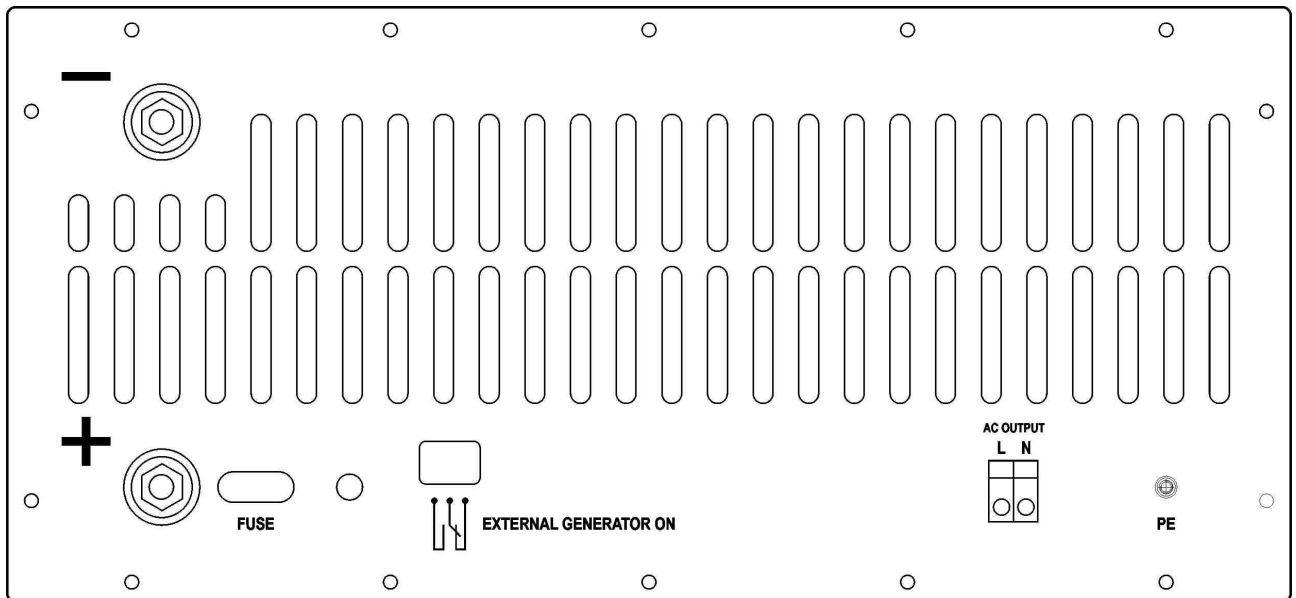 −
+
AC OUTPUT
L N
FUSE
EXTERNAL GENERATOR ON
PE